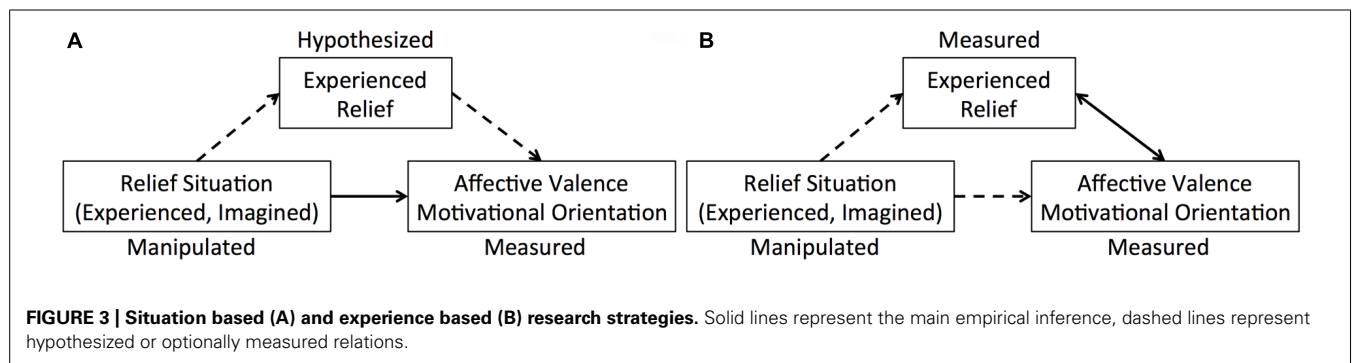 A
Hypothesized
Experienced
Relief
Relief Situation
(Experienced, Imagined)
Manipulated
Affective Valence
Motivational Orientation
Measured
B
Measured
Experienced
Relief
Relief Situation
(Experienced, Imagined)
Manipulated
Affective Valence
Motivational Orientation
Measured
FIGURE 3 | Situation based (A) and experience based (B) research strategies. Solid lines represent the main empirical inference, dashed lines represent
hypothesized or optionally measured relations.